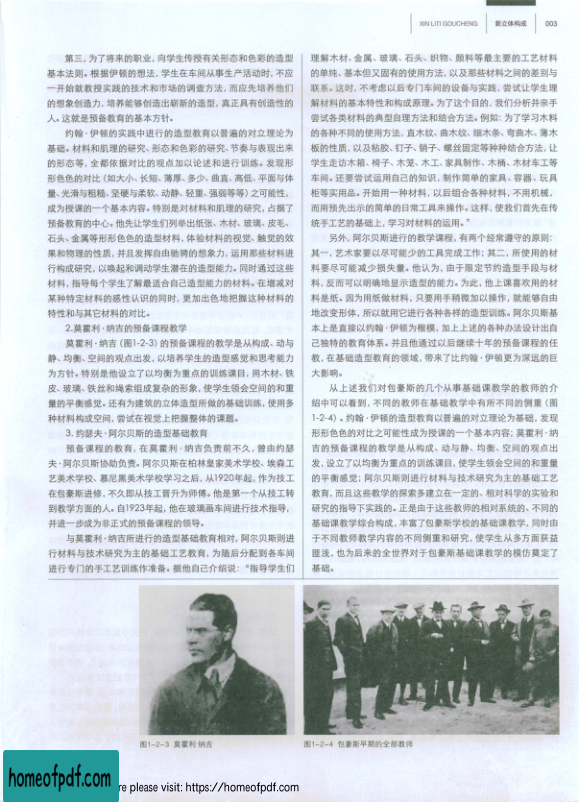 XIN LITI GOUCHENG 新立体构成 003
第三，为了将来的职业，向学生传授有关形态和色彩的造型
基本法则。根据伊顿的想法，学生在车间从事生产活动时，不应
一开始就教授实践的技术和市场的调查方法，而应先培养他们
的想象创造力，培养能够创造出崭新的造型，真正具有创造性的
人。这就是预备教育的基本方针。
约翰·伊顿的实践中进行的造型教育以普遍的对立理论为
基础。材料和肌理的研究、形态和色彩的研究、节奏与表现出来
的形态等，全都依据对比的观点加以论述和进行训练。发现形
形色色的对比（如大小、长短、薄厚、多少、曲直、高低、平面与体
量、光滑与粗糙、坚硬与柔软、动静、轻重、强弱等等）之可能性，
成为授课的一个基本内容。特别是对材料和肌理的研究，占据了
预备教育的中心。他先让学生们列举出纸张、木材、玻璃、皮毛、
石头、金属等形形色色的造型材料，体验材料的视觉、触觉的效
果和物理的性质，并且发挥自由驰骋的想象力，运用那些材料进
行构成研究，以唤起和调动学生潜在的造型能力。同时通过这些
材料，指导每个学生了解最适合自己造型能力的材料。在增减对
某种特定材料的感性认识的同时，更加出色地把握这种材料的
特性和与其它材料的对比。
2.莫霍利·纳吉的预备课程教学
莫霍利·纳吉（图1-2-3）的预备课程的教学是从构成、动与
静、均衡、空间的观点出发，以培养学生的造型感觉和思考能力
为方针。特别是他设立了以均衡为重点的训练课目，用木材、铁
皮、玻璃、铁丝和绳索组成复杂的形象，使学生领会空间的和重
量的平衡感觉。还有为建筑的立体造型所做的基础训练，使用多
种材料构成空间，尝试在视觉上把握整体的课题。
3.约瑟夫·阿尔贝斯的造型基础教育
预备课程的教育，在莫霍利·纳吉负责前不久，曾由约瑟
夫·阿尔贝斯协助负责。阿尔贝斯在柏林皇家美术学校、埃森工
艺美术学校、慕尼黑美术学校学习之后，从1920年起，作为技工
在包豪斯进修，不久即从技工晋升为师傅。他是第一个从技工转
到教学方面的人。自1923年起，他在玻璃画车间进行技术指导，
并进一步成为非正式的预备课程的领导。
与莫霍利·纳吉所进行的造型基础教育相对，阿尔贝斯则进
行材料与技术研究为主的基础工艺教育，为随后分配到各车间
进行专门的手工艺训练作准备。据他自己介绍说：“指导学生们
理解木材、金属、玻璃、石头、织物、颜料等最主要的工艺材料
的单纯、基本但又固有的使用方法，以及那些材料之间的差别与
联系。这时，不考虑以后专门车间的设备与实践，尝试让学生理
解材料的基本特性和构成原理。为了这个目的，我们分析并亲手
尝试各类材料的典型自理方法和结合方法。例如：为了学习木料
的各种不同的使用方法，直木纹、曲木纹、细木条、弯曲木、薄木
板的性质，以及粘胶、钉子、销子、螺丝固定等种种结合方法，让
学生走访木箱、椅子、木笼、木工、家具制作、木桶、木材车工等
车间。还要尝试运用自己的知识，制作简单的家具、容器、玩具
柜等实用品。开始用一种材料，以后组合各种材料，不用机械，
而用预先出示的简单的日常工具来操作。这样，使我们首先在传
统手工艺的基础上，学习对材料的运用。”
另外，阿尔贝斯进行的教学课程，有两个经常遵守的原则：
其一，艺术家要以尽可能少的工具完成工作；其二，所使用的材
料要尽可能减少损失量。他认为，由于限定节约造型手段与材
料，反而可以明确地显示造型的能力。为此，他上课喜欢用的材
料是纸。因为用纸做材料，只要用手稍微加以操作，就能够自由
地改变形体，所以就用它进行各种各样的造型训练。阿尔贝斯基
本上是直接以约翰·伊顿为楷模，加上上述的各种办法设计出自
己独特的教育体系。并且他通过以后继续十年的预备课程的任
教，在基础造型教育的领域，带来了比约翰·伊顿更为深远的巨
大影响。
从上述我们对包豪斯的几个从事基础课教学的教师的介
绍中可以看到，不同的教师在基础教学中有所不同的侧重（图
1-2-4）。约翰·伊顿的造型教育以普遍的对立理论为基础，发现
形形色色的对比之可能性成为授课的一个基本内容；莫霍利·纳
吉的预备课程的教学是从构成、动与静、均衡、空间的观点出
发，设立了以均衡为重点的训练课目，使学生领会空间的和重量
的平衡感觉；阿尔贝斯则进行材料与技术研究为主的基础工艺
教育，而且这些教学的探索多建立在一定的、相对科学的实验和
研究的指导下实践的。正是由于这些教师的相对系统的、不同的
基础课教学综合构成，丰富了包豪斯学校的基础课教学，同时由
于不同教师教学内容的不同侧重和研究，使学生从多方面获益
匪浅，也为后来的全世界对于包豪斯基础课教学的模仿奠定了
基础。
图1-2-3 莫霍利 纳吉
图1-2-4 包豪斯早期的全部教师
homeofpdf.com
re please visit: https://homeofpdf.com